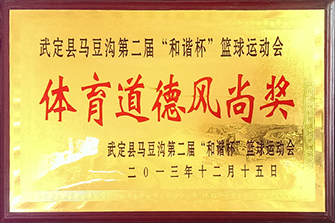 武定县马豆沟第二届“和谐杯”篮球运动会
体育道德风尚奖
武定县马豆沟第二届“和谐杯”篮球运动会
二〇一三年十二月十五日